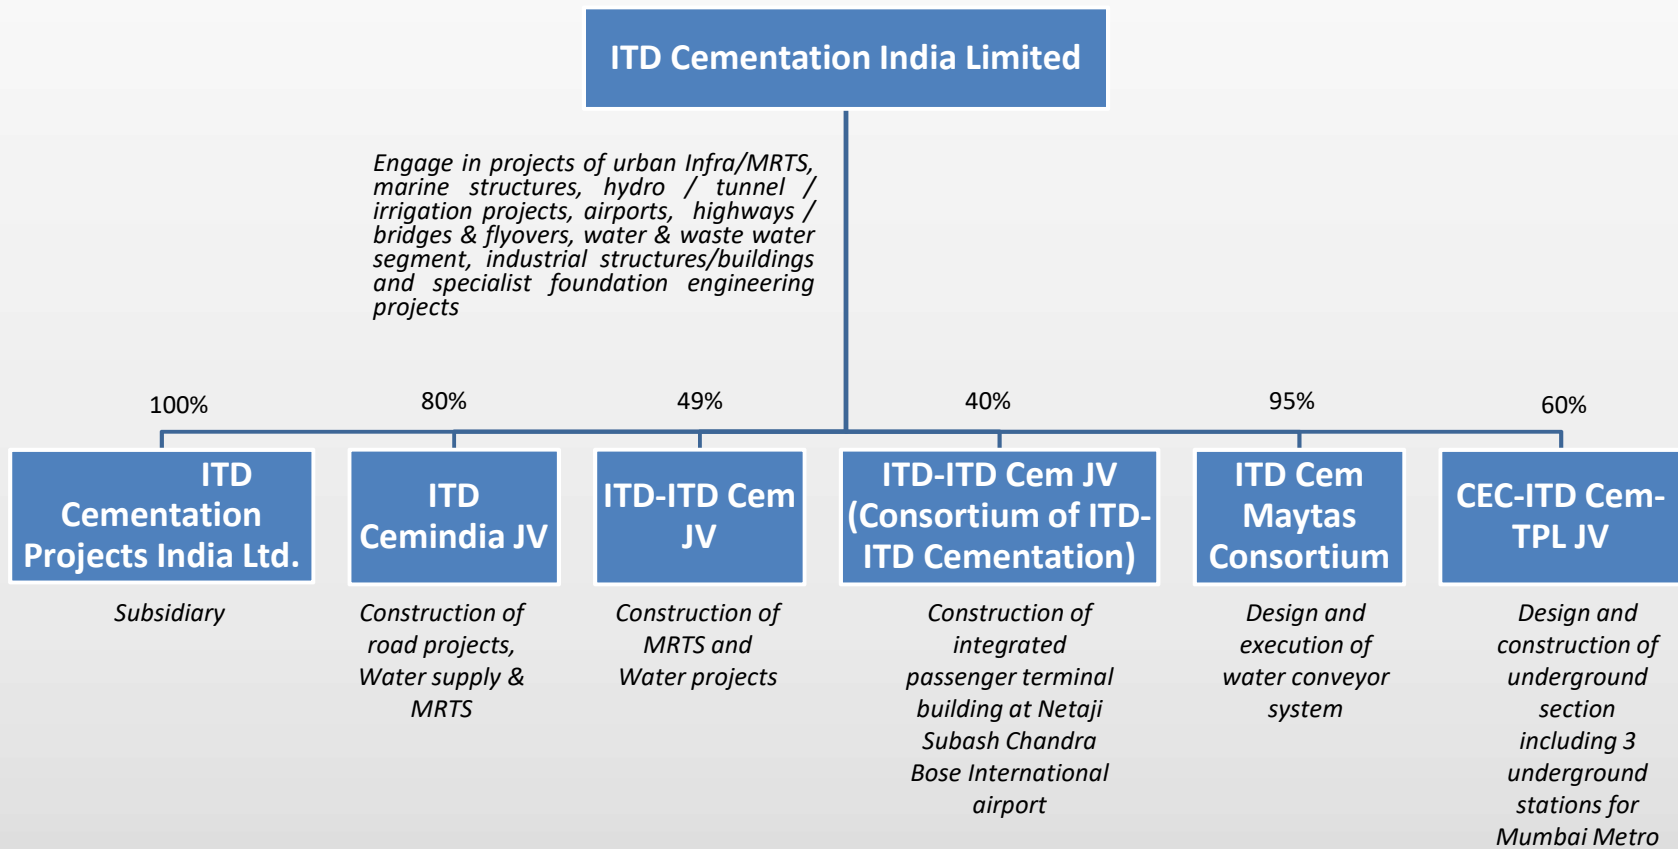 ITD Cementation India Limited
Engage in projects of urban Infra/MRTS,
marine structures, hydro / tunnel /
irrigation projects, airports, highways /
bridges & flyovers, water & waste water
segment, industrial structures/buildings
and specialist foundation engineering
projects
100%
80%
49%
40%
95%
60%
ITD
Cementation
Projects India Ltd.
Subsidiary
ITD
Cemindia JV
Construction of
road projects,
Water supply &
MRTS
ITD-ITD Cem
JV
Construction of
MRTS and
Water projects
ITD-ITD Cem JV
(Consortium of ITD-
ITD Cementation)
Construction of
integrated
passenger terminal
building at Netaji
Subash Chandra
Bose International
airport
ITD Cem
Maytas
Consortium
Design and
execution of
water conveyor
system
CEC-ITD Cem-
TPL JV
Design and
construction of
underground
section
including 3
underground
stations for
Mumbai Metro